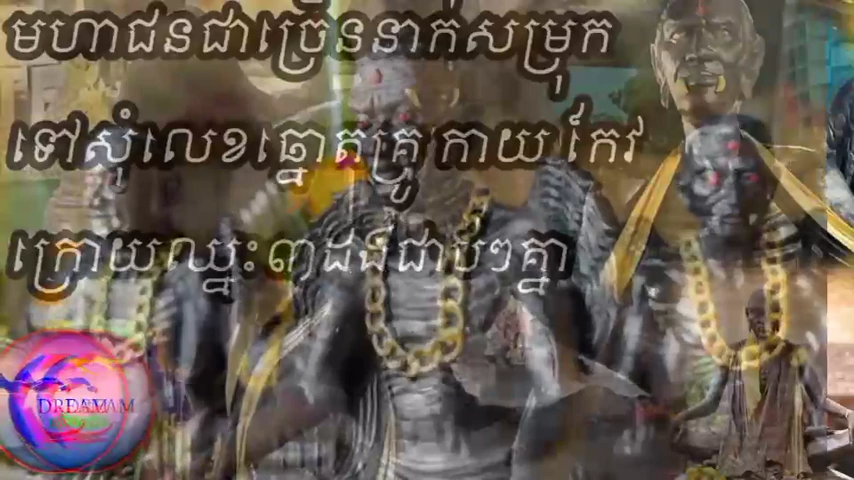 មហាជនជាច្រើននាក់សម្រុក
ទៅសុំលេខឆ្នោតគ្រូ កាយ កែវ
ក្រោយឈ្នះ៣ដងជាប់ៗគ្នា